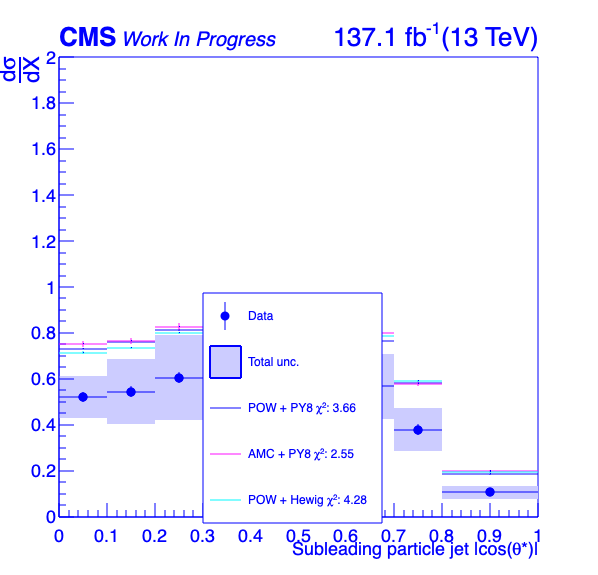 CMS Work In Progress 137.1 fb-1(13 TeV)
dσ
dX
2
1.8
1.6
1.4
1.2
1
0.8
0.6
0.4
0.2
0
Data
Total unc.
POW + PY8 χ²: 3.66
AMC + PY8 χ²: 2.55
POW + Hewig χ²: 4.28
0 0.1 0.2 0.3 0.4 0.5 0.6 0.7 0.8 0.9 1
Subleading particle jet |cos(θ*)|